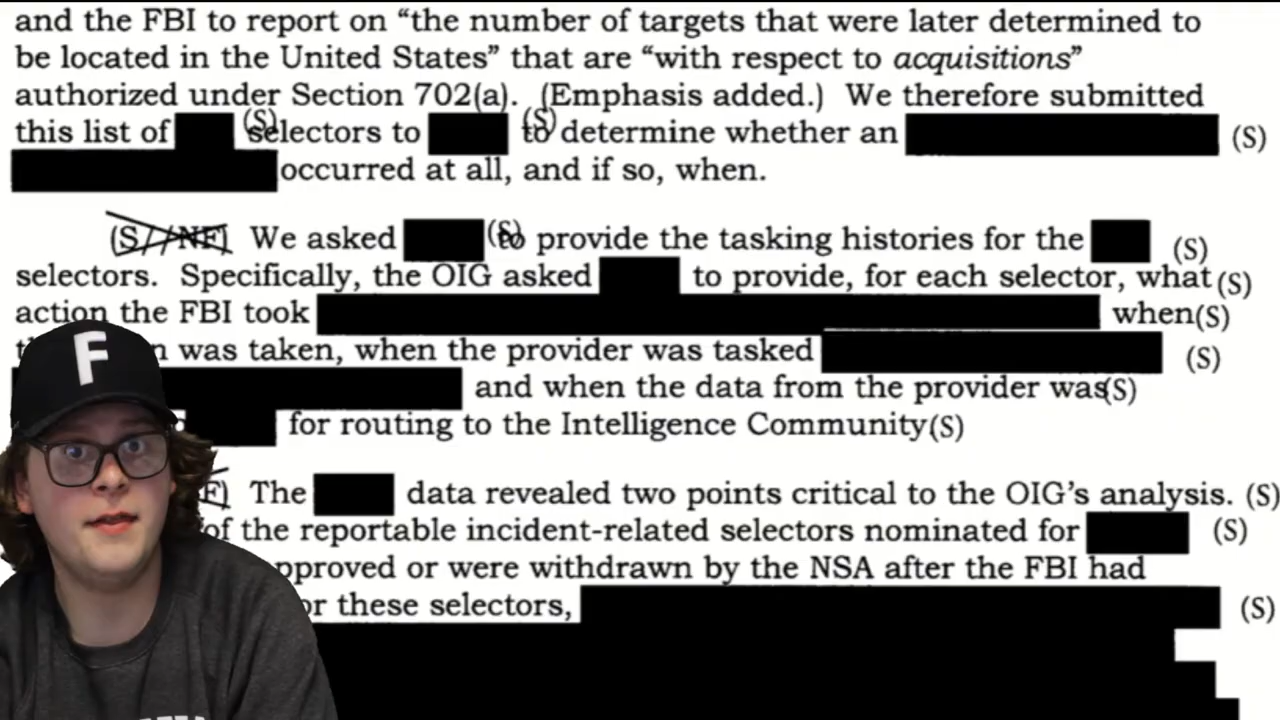 and the FBI to report on “the number of targets that were later determined to
be located in the United States” that are “with respect to acquisitions”
authorized under Section 702(a). (Emphasis added.) We therefore submitted
this list of (S) selectors to (S) to determine whether an (S)
occurred at all, and if so, when.
(S//NF) We asked (S) to provide the tasking histories for the (S)
selectors. Specifically, the OIG asked to provide, for each selector, what (S)
action the FBI took when (S)
was taken, when the provider was tasked (S)
and when the data from the provider was (S)
for routing to the Intelligence Community (S)
The data revealed two points critical to the OIG’s analysis. (S)
of the reportable incident-related selectors nominated for (S)
or were withdrawn by the NSA after the FBI had
these selectors, (S)
F